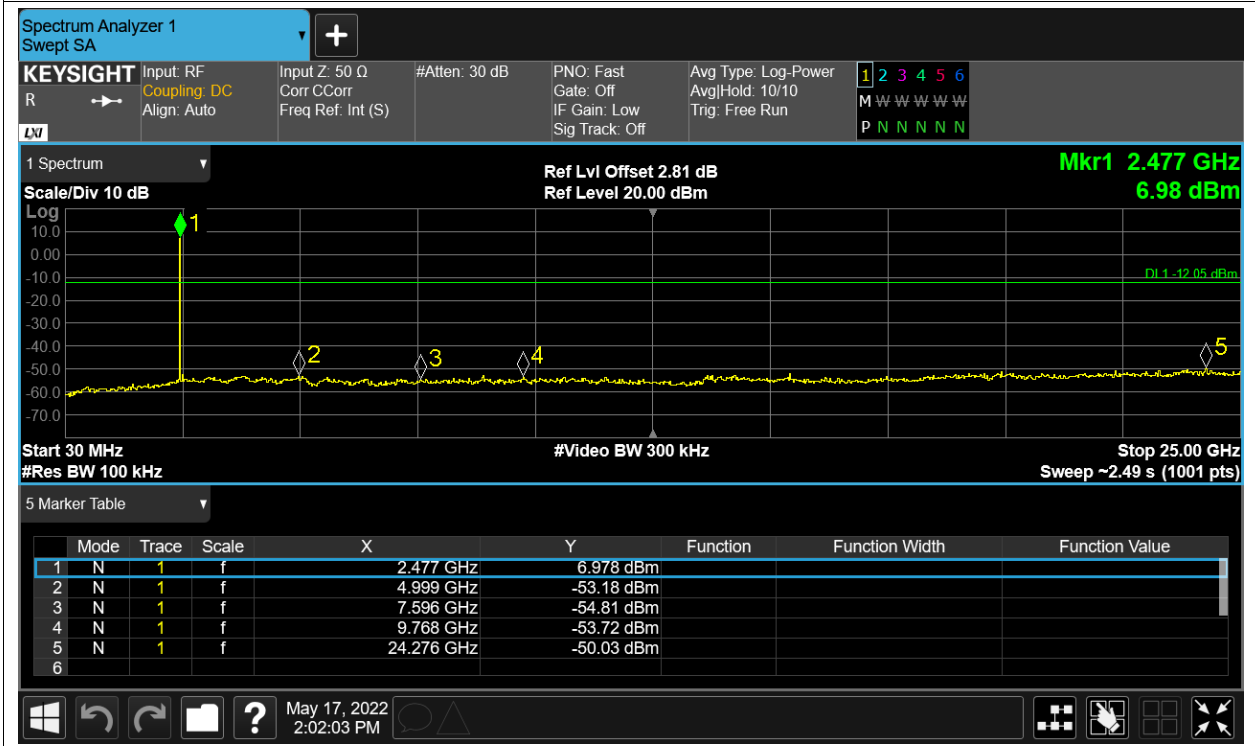 Spectrum Analyzer 1
Swept SA
+
KEYSIGHT
R
LXI
Input: RF
Coupling: DC
Align: Auto
Input Z: 50 Ω
Corr CCorr
Freq Ref: Int (S)
#Atten: 30 dB
PNO: Fast
Gate: Off
IF Gain: Low
Sig Track: Off
Avg Type: Log-Power
Avg|Hold: 10/10
Trig: Free Run
1 2 3 4 5 6
M W W W W W
P N N N N N
1 Spectrum
Scale/Div 10 dB
Ref Lvl Offset 2.81 dB
Ref Level 20.00 dBm
Mkr1 2.477 GHz
6.98 dBm
Log
10.0
0.00
-10.0
-20.0
-30.0
-40.0
-50.0
-60.0
-70.0
1
2
3
4
5
DL1 -12.05 dBm
Start 30 MHz
#Res BW 100 kHz
#Video BW 300 kHz
Stop 25.00 GHz
Sweep ~2.49 s (1001 pts)
5 Marker Table
Mode Trace Scale X Y Function Function Width Function Value
1 N 1 f 2.477 GHz 6.978 dBm
2 N 1 f 4.999 GHz -53.18 dBm
3 N 1 f 7.596 GHz -54.81 dBm
4 N 1 f 9.768 GHz -53.72 dBm
5 N 1 f 24.276 GHz -50.03 dBm
6
?
May 17, 2022
2:02:03 PM